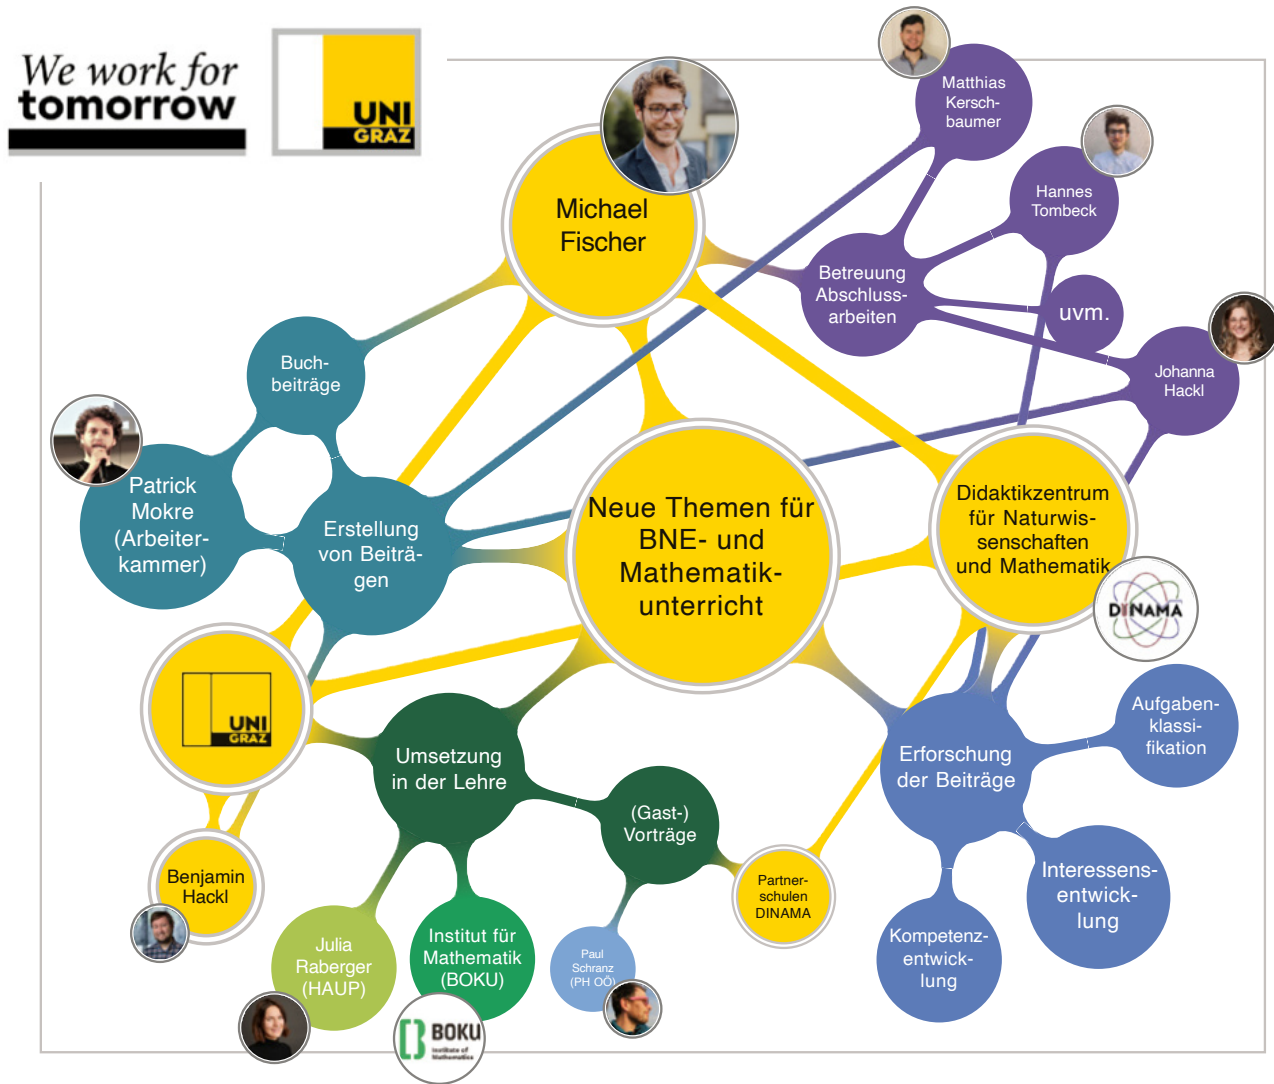 We work for
tomorrow
UNI
GRAZ
Michael
Fischer
Matthias
Kersch-
baumer
Hannes
Tombeck
Betreuung
Abschluss-
arbeiten
uvm.
Johanna
Hackl
Buch-
beiträge
Patrick
Mokre
(Arbeiter-
kammer)
Erstellung
von Beiträ-
gen
Neue Themen für
BNE- und
Mathematik-
unterricht
Didaktikzentrum
für Naturwis-
senschaften
und Mathematik
DINAMA
UNI
GRAZ
Umsetzung
in der Lehre
Erforschung
der Beiträge
Aufgaben-
klassi-
fikation
(Gast-)
Vorträge
Benjamin
Hackl
Partner-
schulen
DINAMA
Interessens-
entwick-
lung
Julia
Raberger
(HAUP)
Institut für
Mathematik
(BOKU)
Paul
Schranz
(PH OÖ)
Kompetenz-
entwick-
lung
BOKU
Institute of
Mathematics